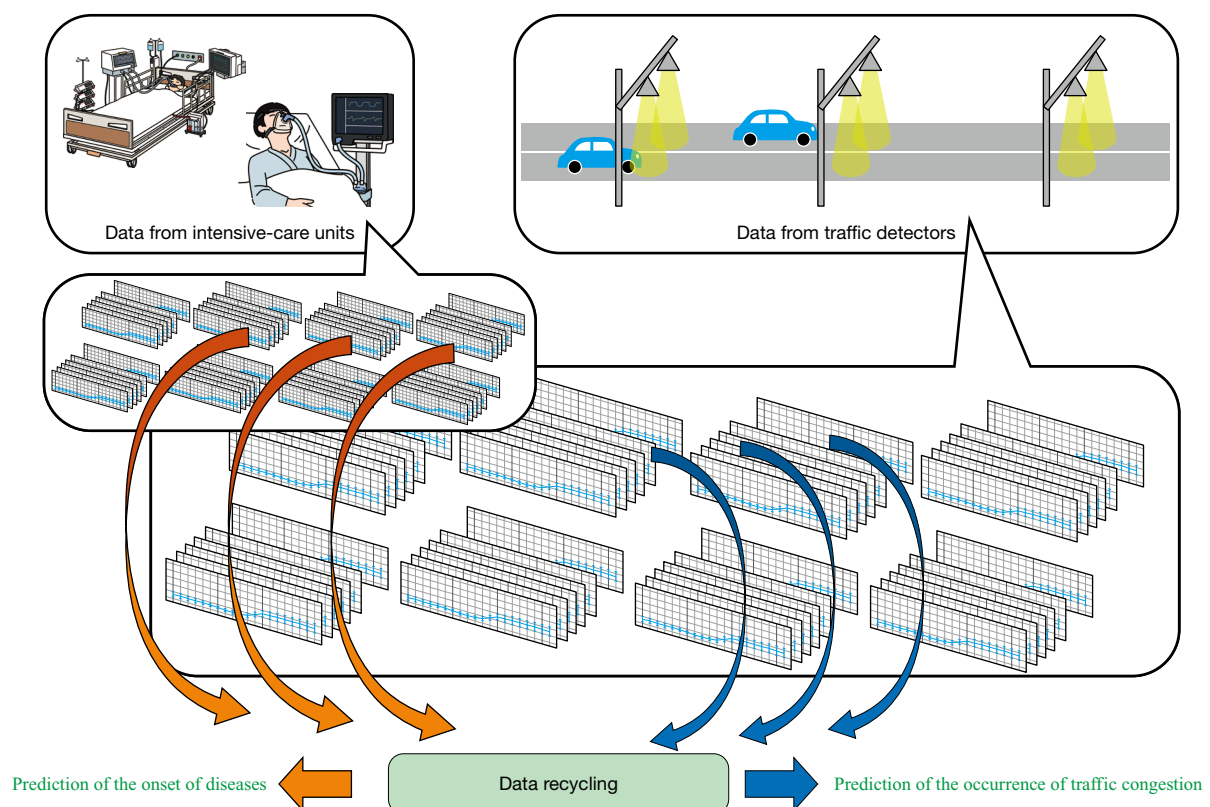 Data from intensive-care units
Data from traffic detectors
Prediction of the onset of diseases
Data recycling
Prediction of the occurrence of traffic congestion